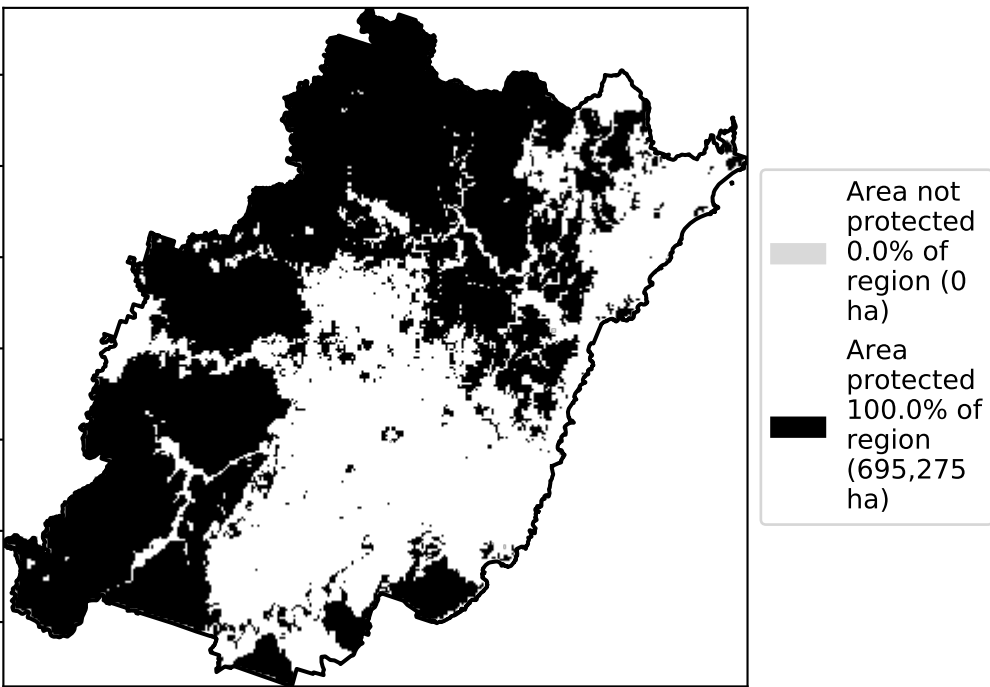 Area not
protected
0.0% of
region (0
ha)
Area
protected
100.0% of
region
(695,275
ha)